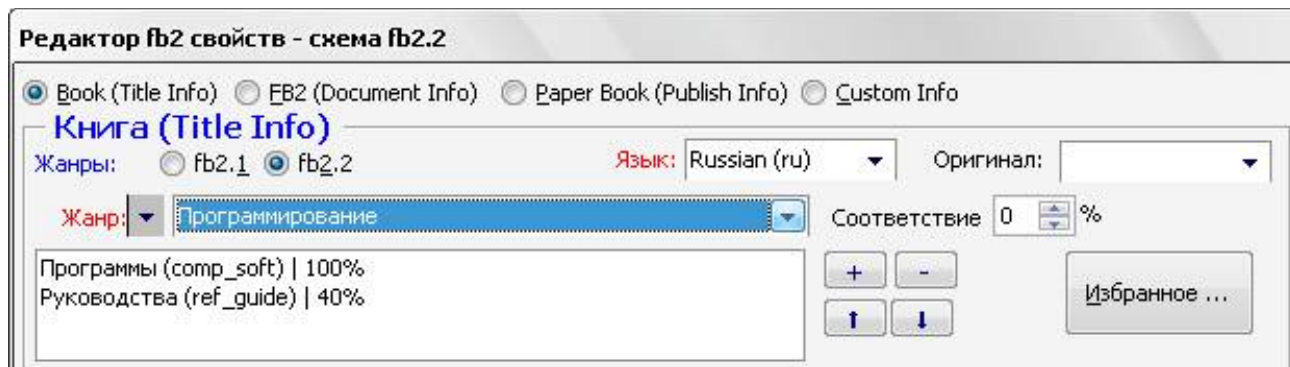 Редактор fb2 свойств - схема fb2.2
Book (Title Info) FB2 (Document Info) Paper Book (Publish Info) Custom Info
Книга (Title Info)
Жанры: fb2.1 fb2.2 Язык: Russian (ru) Оригинал:
Жанр: Программирование Соответствие 0 %
Программы (comp_soft) | 100% + -
Руководства (ref_guide) | 40% Избранное ...